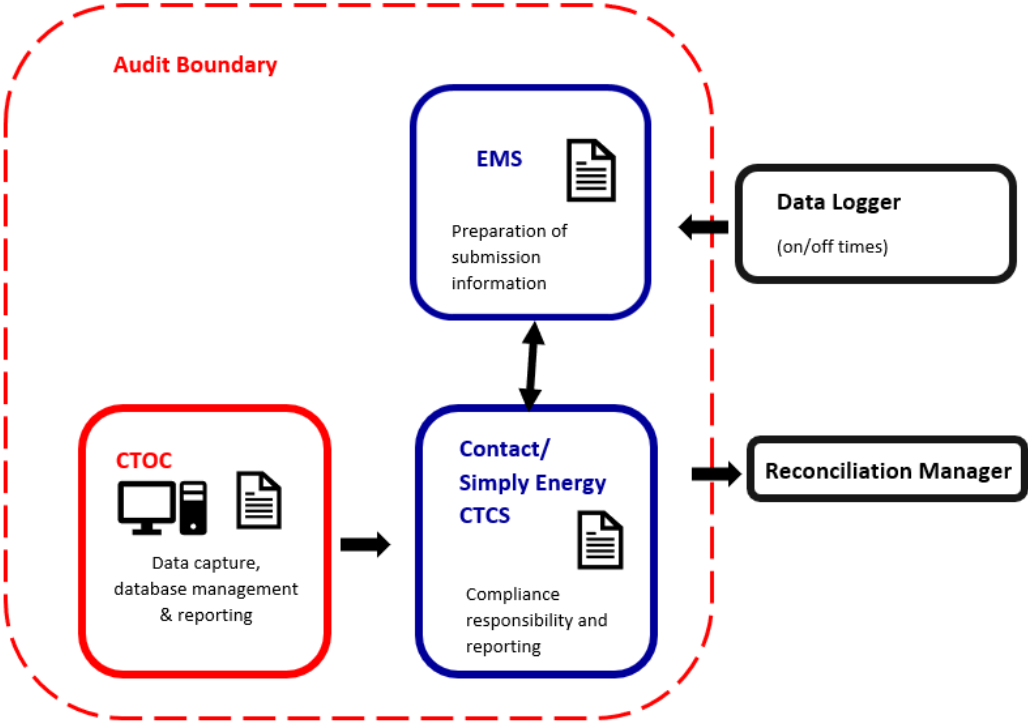 Audit Boundary
EMS
Preparation of
submission
information
Data Logger
(on/off times)
CTOC
Data capture,
database management
& reporting
Contact/
Simply Energy
CTCS
Compliance
responsibility and
reporting
Reconciliation Manager